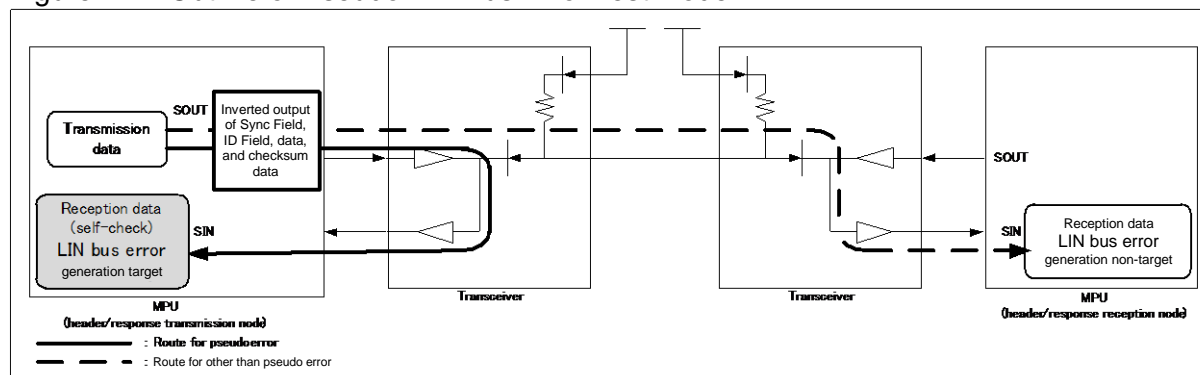 SOUT
Transmission
data
Inverted output
of Sync Field,
ID Field, data,
and checksum
data
Reception data
(self-check)
LIN bus error
generation target
SIN
MPU
(header/response transmission node)
Transceiver
Transceiver
SOUT
SIN
Reception data
LIN bus error
generation non-target
MPU
(header/response reception node)
: Route for pseudoerror
: Route for other than pseudo error